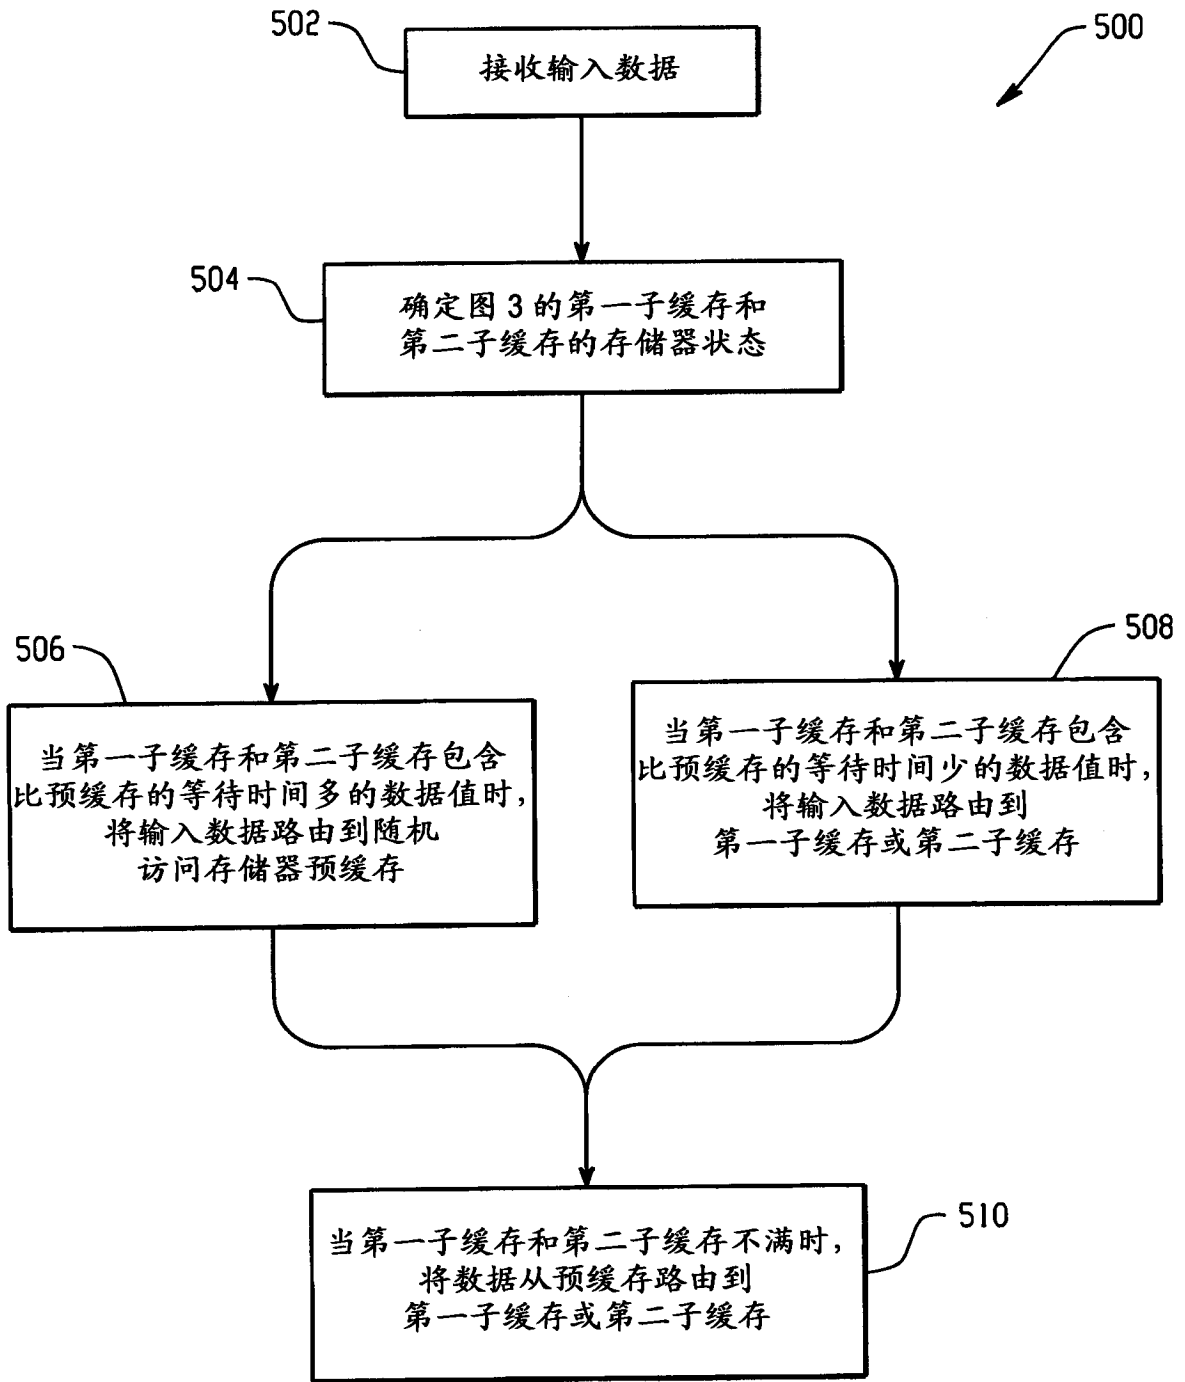 502
500
接收输入数据
504
确定图 3 的第一子缓存和
第二子缓存的存储器状态
506
508
当第一子缓存和第二子缓存包含
比预缓存的等待时间多的数据值时,
将输入数据路由到随机
访问存储器预缓存
当第一子缓存和第二子缓存包含
比预缓存的等待时间少的数据值时,
将输入数据路由到
第一子缓存或第二子缓存
510
当第一子缓存和第二子缓存不满时,
将数据从预缓存路由到
第一子缓存或第二子缓存